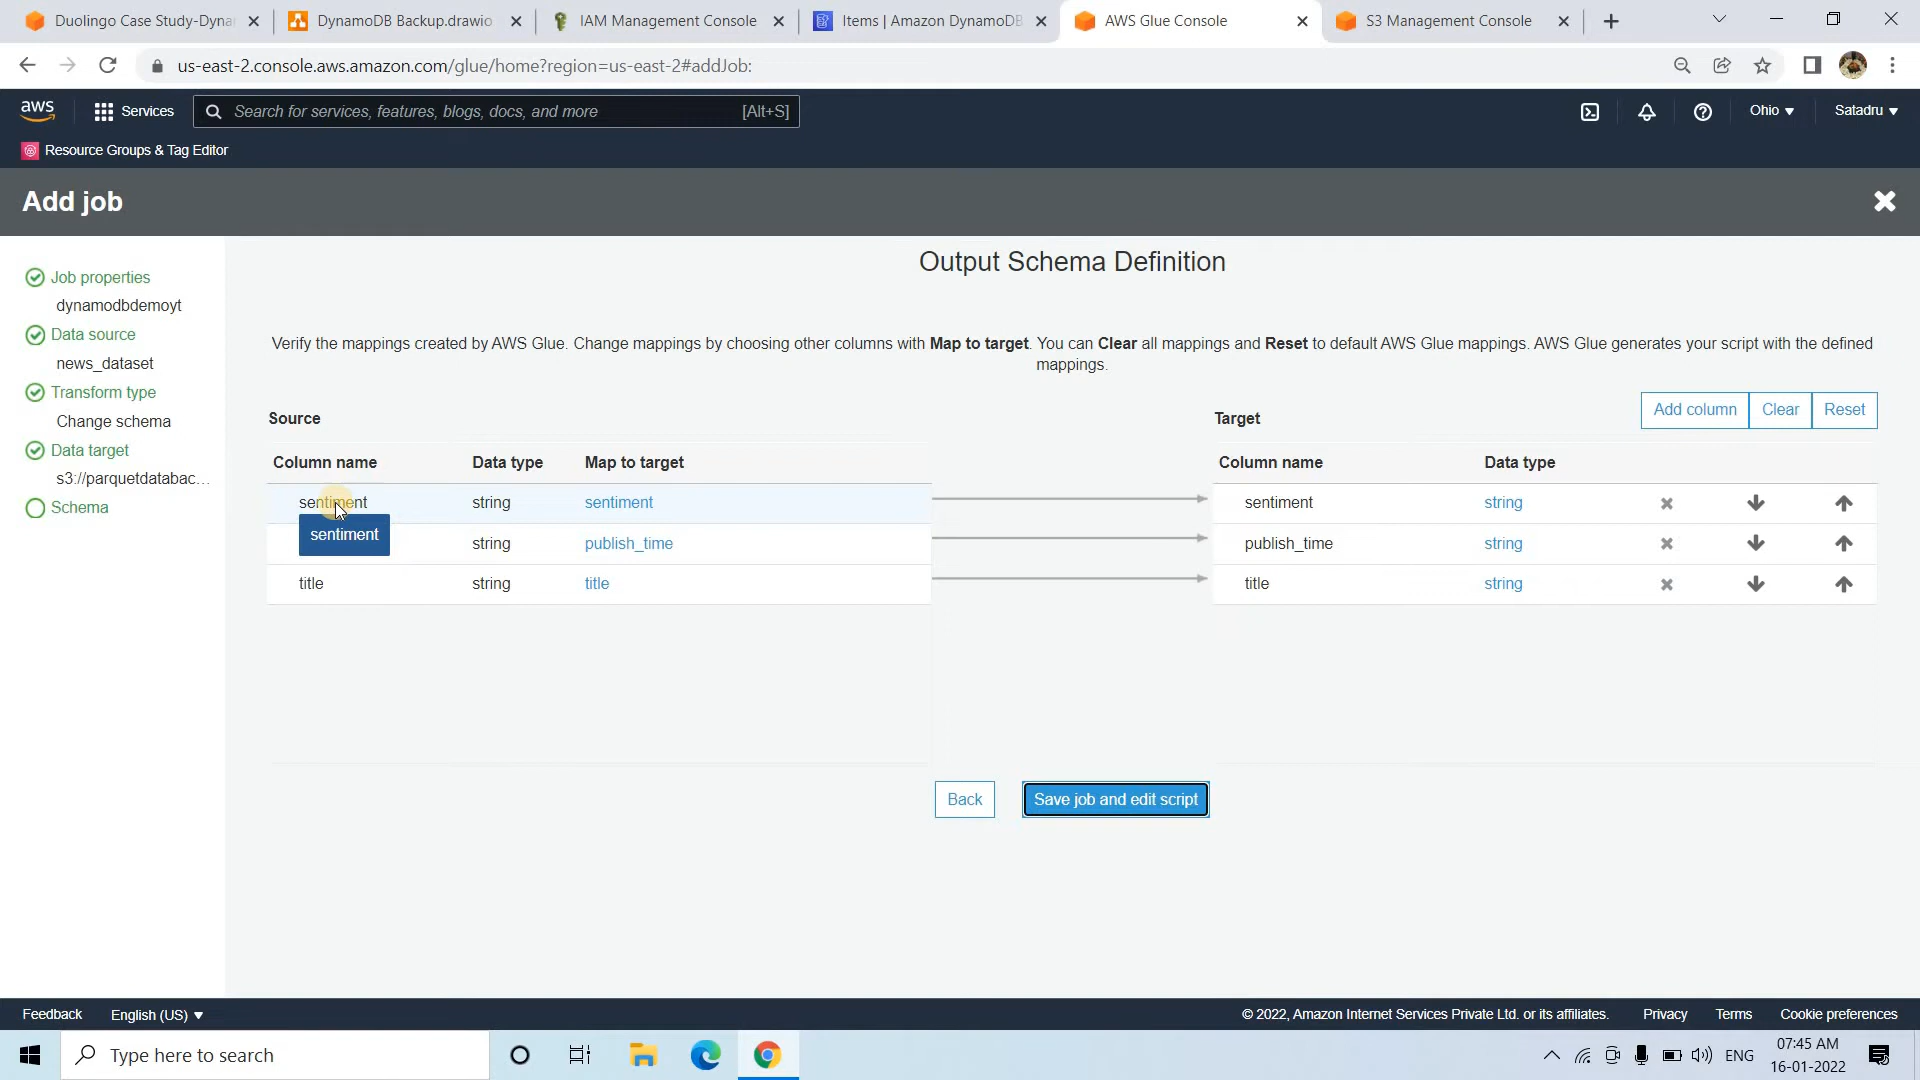 Duolingo Case Study-Dyna
DynamoDB Backup.drawio
IAM Management Console
Items | Amazon DynamoDB
AWS Glue Console
S3 Management Console
us-east-2.console.aws.amazon.com/glue/home?region=us-east-2#addJob:
aws
Services
Search for services, features, blogs, docs, and more
[Alt+S]
Ohio
Satadru
Resource Groups & Tag Editor
Add job
Job properties
dynamodbdemoyt
Data source
news_dataset
Transform type
Change schema
Data target
s3://parquetdatabac...
Schema
Output Schema Definition
Verify the mappings created by AWS Glue. Change mappings by choosing other columns with Map to target. You can Clear all mappings and Reset to default AWS Glue mappings. AWS Glue generates your script with the defined
mappings.
Source
Target
Add column
Clear
Reset
Column name Data type Map to target
Column name Data type
sentiment string sentiment
sentiment string
sentiment
string publish_time
publish_time string
title string title
title string
Back
Save job and edit script
Feedback
English (US)
© 2022, Amazon Internet Services Private Ltd. or its affiliates.
Privacy
Terms
Cookie preferences
Type here to search
ENG
07:45 AM
16-01-2022